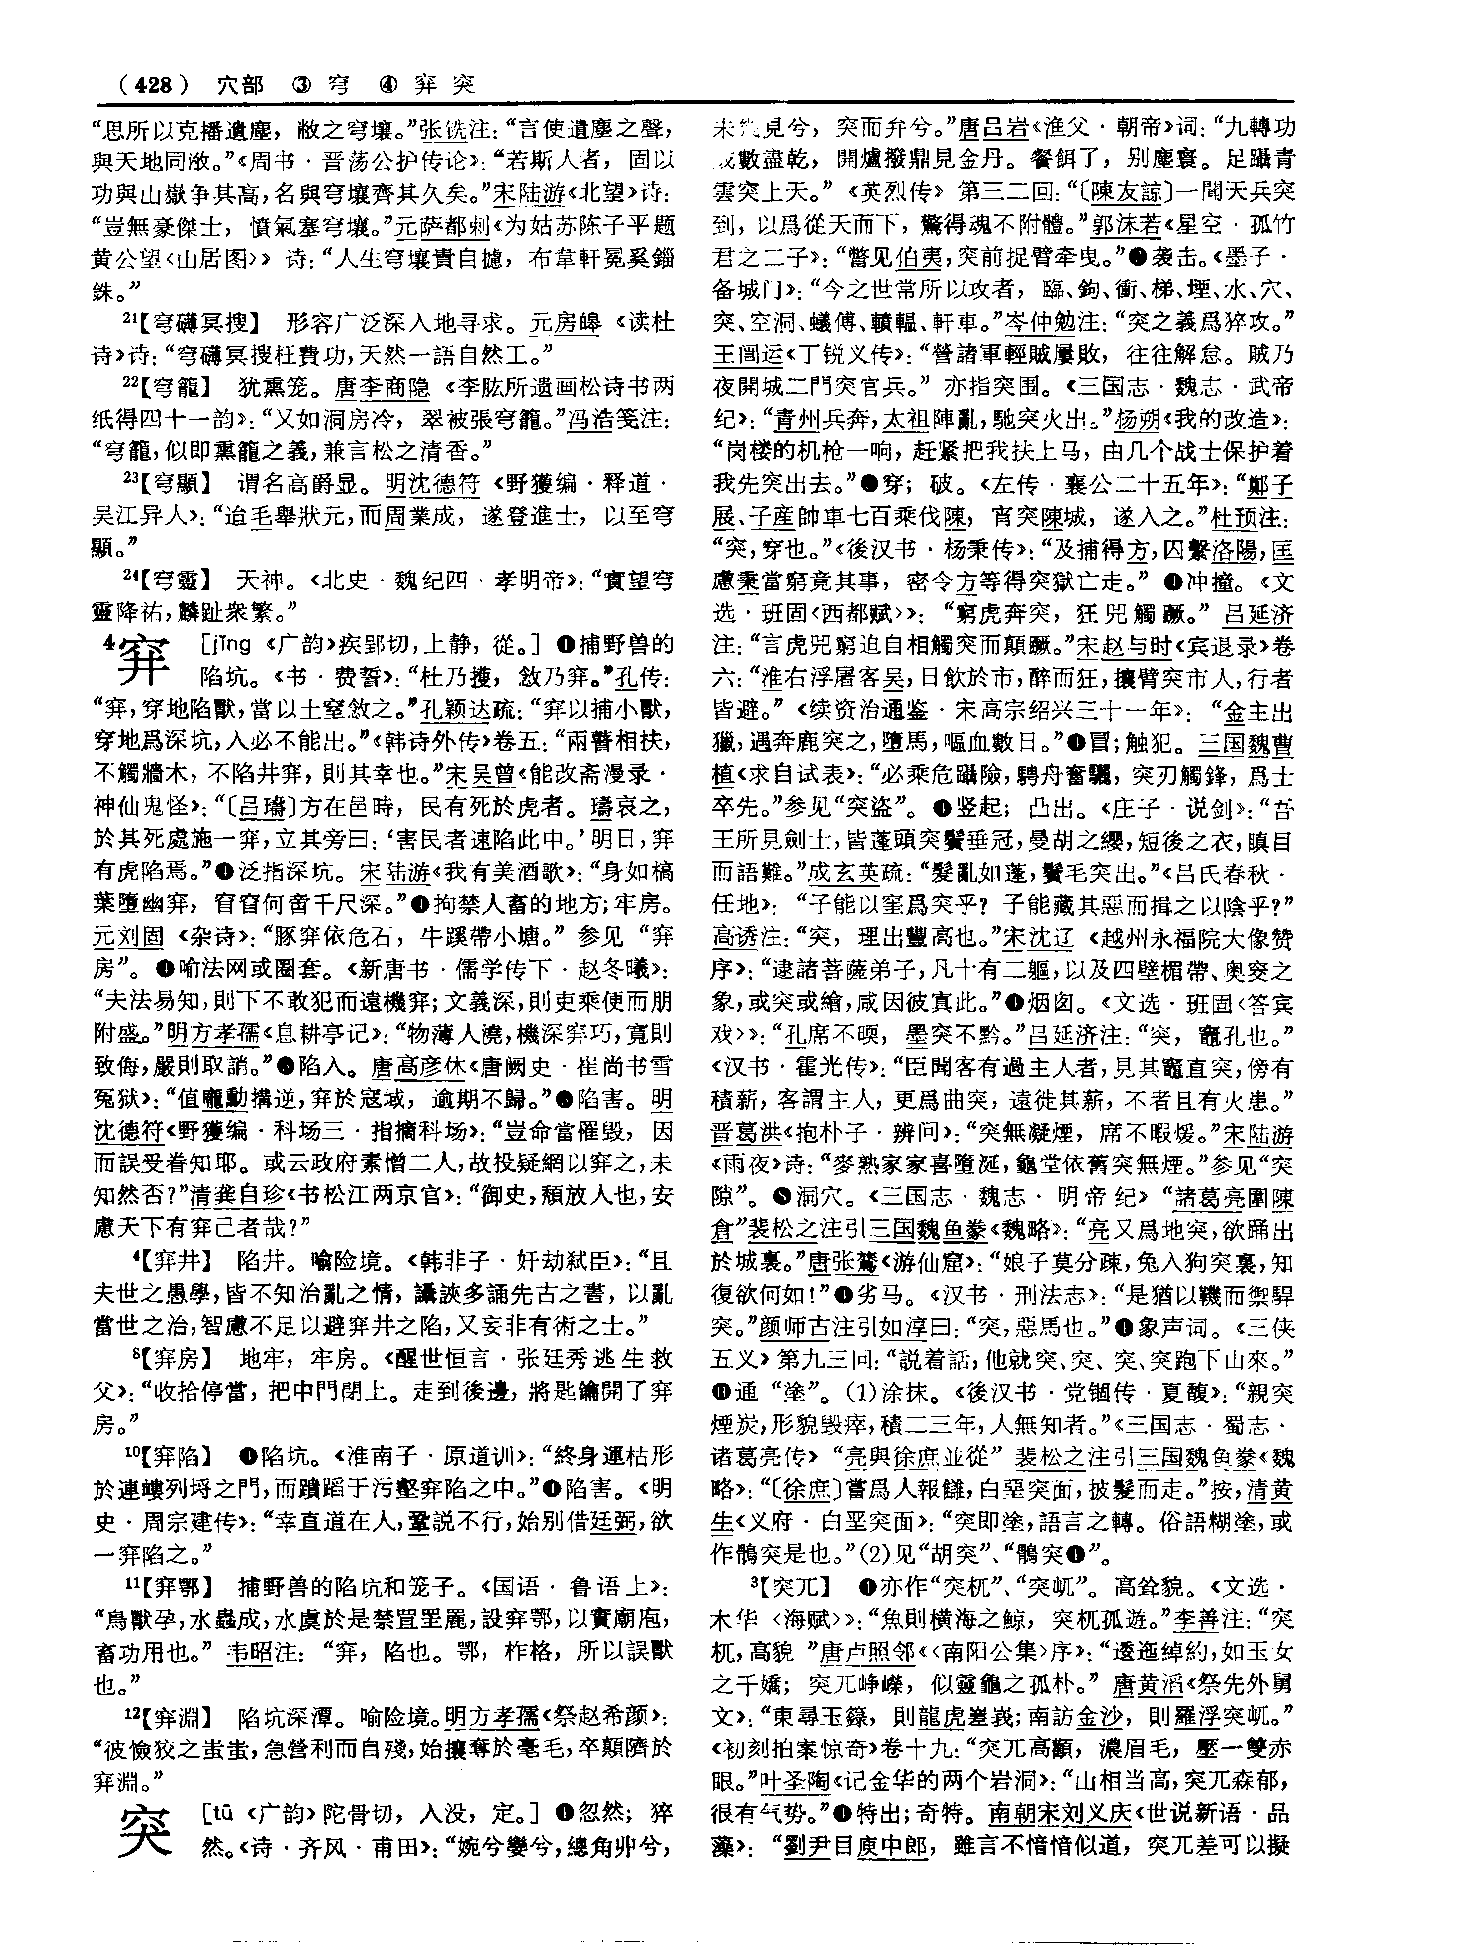 （428） 穴部 ③ 穹 ④ 穽 突
“思所以克播遺塵，敝之穹壤。”张铣注：“言使遺塵之聲，
與天地同敝。”《周书·晋荡公护传论》：“若斯人者，固以
功與山嶽争其高，名與穹壤齊其久矣。”宋陆游《北望》诗：
“豈無豪傑士，憤氣塞穹壤。”元萨都剌《为姑苏陈子平题
黄公望〈山居图〉》诗：“人生穹壤貴自攄，布韋軒冕奚錙
銖。”
21【穹礴冥搜】 形容广泛深入地寻求。元房皞《读杜
诗》诗：“穹礴冥搜枉費功，天然一語自然工。”
22【穹籠】 犹熏笼。唐李商隐《李肱所遗画松诗书两
纸得四十一韵》：“又如洞房冷，翠被張穹籠。”冯浩笺注：
“穹籠，似即熏籠之義，兼言松之清香。”
23【穹顯】 谓名高爵显。明沈德符《野獲编·释道·
吴江异人》：“迨毛舉狀元，而周業成，遂登進士，以至穹
顯。”
24【穹靈】 天神。《北史·魏纪四·孝明帝》：“實望穹
靈降祐，麟趾衆繁。”
4穽 ［jǐng《广韵》疾郢切，上静，從。］ ❶捕野兽的
陷坑。《书·费誓》：“杜乃擭，敜乃穽。”孔传：
“穽，穿地陷獸，當以土窒敜之。”孔颖达疏：“穽以捕小獸，
穿地爲深坑，入必不能出。”《韩诗外传》卷五：“兩瞽相扶，
不觸牆木，不陷井穽，則其幸也。”宋吴曾《能改斋漫录·
神仙鬼怪》：“〔吕璹〕方在邑時，民有死於虎者。璹哀之，
於其死處施一穽，立其旁曰：‘害民者速陷此中。’明日，穽
有虎陷焉。”❷泛指深坑。宋陆游《我有美酒歌》：“身如槁
葉墮幽穽，窅窅何啻千尺深。”❸拘禁人畜的地方；牢房。
元刘因《杂诗》：“豚穽依危石，牛蹊帶小塘。”参见“穽
房”。❹喻法网或圈套。《新唐书·儒学传下·赵冬曦》：
“夫法易知，則下不敢犯而遠機穽；文義深，則吏乘便而朋
附盛。”明方孝孺《息耕亭记》：“物薄人澆，機深穽巧，寬則
致侮，嚴則取誚。”❺陷入。唐高彦休《唐阙史·崔尚书雪
冤狱》：“值龐勳搆逆，穽於寇域，逾期不歸。”❻陷害。明
沈德符《野獲编·科场三·指摘科场》：“豈命當罹毁，因
而誤受眷知耶。或云政府素憎二人，故投疑網以穽之，未
知然否？”清龚自珍《书松江两京官》：“御史，頹放人也，安
慮天下有穽己者哉？”
4【穽井】 陷井。喻险境。《韩非子·奸劫弑臣》：“且
夫世之愚學，皆不知治亂之情，讘䛟多誦先古之書，以亂
當世之治；智慮不足以避穽井之陷，又妄非有術之士。”
8【穽房】 地牢，牢房。《醒世恒言·张廷秀逃生救
父》：“收拾停當，把中門閉上。走到後邊，將匙鑰開了穽
房。”
10【穽陷】 ❶陷坑。《淮南子·原道训》：“終身運枯形
於連嶁列埒之門，而蹪蹈于污壑穽陷之中。”❷陷害。《明
史·周宗建传》：“幸直道在人，鞏説不行，始别借廷弼，欲
一穽陷之。”
11【穽鄂】 捕野兽的陷坑和笼子。《国语·鲁语上》：
“鳥獸孕，水蟲成，水虞於是禁罝罜䍡，設穽鄂，以實廟庖，
畜功用也。”韦昭注：“穽，陷也。鄂，柞格，所以誤獸
也。”
12【穽淵】 陷坑深潭。喻险境。明方孝孺《祭赵希颜》：
“彼憸狡之蚩蚩，急營利而自殘，始攘奪於毫毛，卒顛隮於
穽淵。”
突 ［tū《广韵》陀骨切，入没，定。］ ❶忽然；猝
然。《诗·齐风·甫田》：“婉兮孌兮，總角丱兮，
未幾見兮，突而弁兮。”唐吕岩《渔父·朝帝》词：“九轉功
成數盡乾，開爐撥鼎見金丹。餐餌了，别塵寰。足躡青
雲突上天。”《英烈传》第三二回：“〔陳友諒〕一聞天兵突
到，以爲從天而下，驚得魂不附體。”郭沫若《星空·孤竹
君之二子》：“瞥见伯夷，突前捉臂牵曳。”❷袭击。《墨子·
备城门》：“今之世常所以攻者，臨、鉤、衝、梯、堙、水、穴、
突、空洞、蟻傅、轒輼、軒車。”岑仲勉注：“突之義爲猝攻。”
王闿运《丁锐义传》：“營諸軍輕賊屢敗，往往解怠。賊乃
夜開城二門突官兵。”亦指突围。《三国志·魏志·武帝
纪》：“青州兵奔，太祖陣亂，馳突火出。”杨朔《我的改造》：
“岗楼的机枪一响，赶紧把我扶上马，由几个战士保护着
我先突出去。”❸穿；破。《左传·襄公二十五年》：“鄭子
展、子産帥車七百乘伐陳，宵突陳城，遂入之。”杜预注：
“突，穿也。”《後汉书·杨秉传》：“及捕得方，囚繫洛陽，匡
慮秉當窮竟其事，密令方等得突獄亡走。”❹冲撞。《文
选·班固〈西都赋〉》：“窮虎奔突，狂兕觸蹶。”吕延济
注：“言虎兕窮迫自相觸突而顛蹶。”宋赵与时《宾退录》卷
六：“淮右浮屠客吴，日飲於市，醉而狂，攘臂突市人，行者
皆避。”《续资治通鉴·宋高宗绍兴三十一年》：“金主出
獵，遇奔鹿突之，墮馬，嘔血數日。”❺冒；触犯。三国魏曹
植《求自试表》：“必乘危躡險，騁舟奮驪，突刃觸鋒，爲士
卒先。”参见“突盗”。❻竖起；凸出。《庄子·说剑》：“吾
王所見劍士，皆蓬頭突鬢垂冠，曼胡之纓，短後之衣，瞋目
而語難。”成玄英疏：“髮亂如蓬，鬢毛突出。”《吕氏春秋·
任地》：“子能以窐爲突乎？子能藏其惡而揖之以陰乎？”
高诱注：“突，理出豐高也。”宋沈辽《越州永福院大像赞
序》：“逮諸菩薩弟子，凡十有二軀，以及四壁楣帶、奥穾之
象，或突或繪，咸因彼真此。”❼烟囱。《文选·班固〈答宾
戏〉》：“孔席不暝，墨突不黔。”吕延济注：“突，竈孔也。”
《汉书·霍光传》：“臣聞客有過主人者，見其竈直突，傍有
積薪，客謂主人，更爲曲突，遠徙其薪，不者且有火患。”
晋葛洪《抱朴子·辨问》：“突無凝煙，席不暇煖。”宋陆游
《雨夜》诗：“麥熟家家喜墮涎，龜堂依舊突無煙。”参见“突
隙”。❽洞穴。《三国志·魏志·明帝纪》“諸葛亮圍陳
倉”裴松之注引三国魏鱼豢《魏略》：“亮又爲地突，欲踊出
於城裏。”唐张鷟《游仙窟》：“娘子莫分疎，兔入狗突裏，知
復欲何如！”❾劣马。《汉书·刑法志》：“是猶以鞿而禦駻
突。”颜师古注引如淳曰：“突，惡馬也。”❿象声词。《三侠
五义》第九三回：“説着話，他就突、突、突、突跑下山來。”
⓫通“塗”。(1)涂抹。《後汉书·党锢传·夏馥》：“親突
煙炭，形貌毁瘁，積二三年，人無知者。”《三国志·蜀志·
诸葛亮传》“亮與徐庶並從”裴松之注引三国魏鱼豢《魏
略》：“〔徐庶〕嘗爲人報讎，白堊突面，披髮而走。”按，清黄
生《义府·白垩突面》：“突即塗，語言之轉。俗語糊塗，或
作鶻突是也。”(2)见“胡突”、“鶻突❶”。
3【突兀】 ❶亦作“突杌”、“突屼”。高耸貌。《文选·
木华〈海赋〉》：“魚則橫海之鯨，突杌孤遊。”李善注：“突
杌，高貌 ”唐卢照邻《〈南阳公集〉序》：“逶迤綽約，如玉女
之千嬌；突兀峥嶸，似靈龜之孤朴。”唐黄滔《祭先外舅
文》：“東尋玉籙，則龍虎峞峩；南訪金沙，則羅浮突屼。”
《初刻拍案惊奇》卷十九：“突兀高顴，濃眉毛，壓一雙赤
眼。”叶圣陶《记金华的两个岩洞》：“山相当高，突兀森郁，
很有气势。”❷特出；奇特。南朝宋刘义庆《世说新语·品
藻》：“劉尹目庾中郎，雖言不愔愔似道，突兀差可以擬